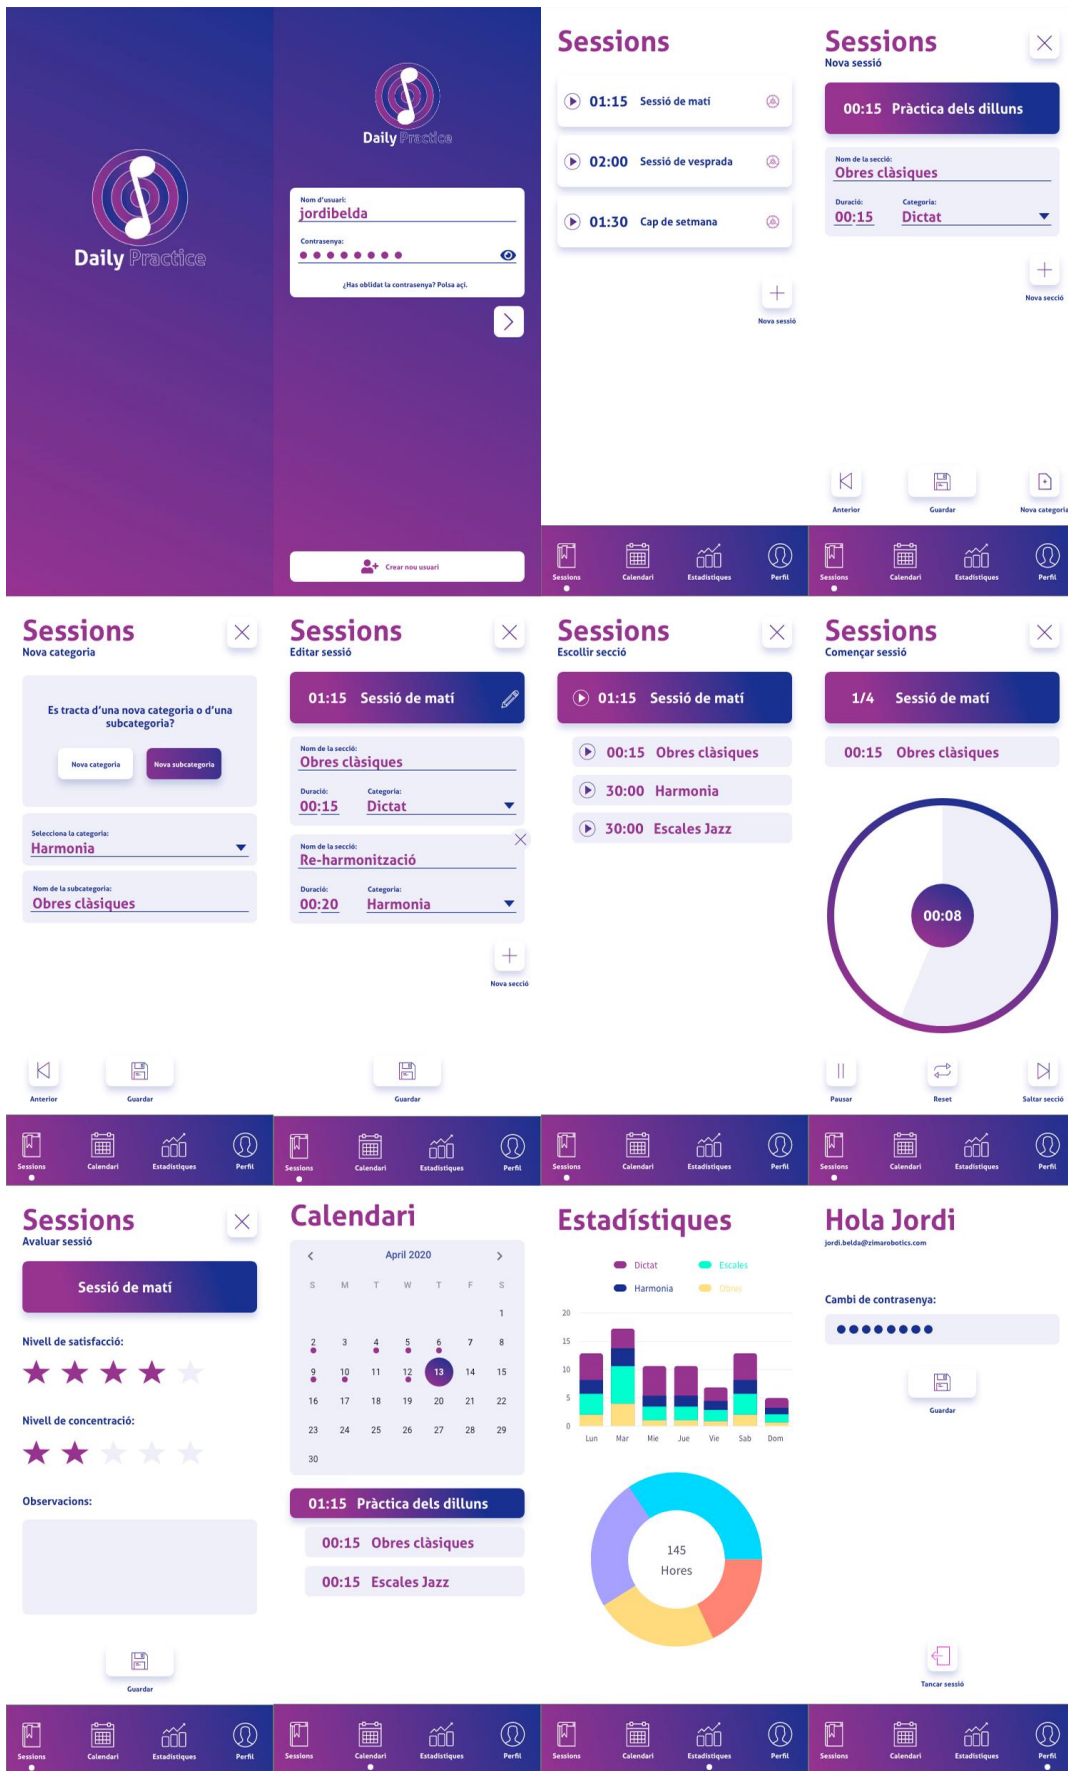 Daily Practice
Daily Practice
Nom d'usuari:
jordibelda
Contrasenya:
¿Has oblidat la contrasenya? Polsa açi.
Crear nou usuari
Sessions
01:15 Sessió de matí
02:00 Sessió de vesprada
01:30 Cap de setmana
Nova sessió
Sessions
Calendari
Estadístiques
Perfil
Sessions
Nova sessió
00:15 Pràctica dels dilluns
Nom de la secció:
Obres clàsiques
Duració:
Categoria:
00:15
Dictat
Nova secció
Anterior
Guardar
Nova categoria
Sessions
Calendari
Estadístiques
Perfil
Sessions
Nova categoria
Es tracta d'una nova categoria o d'una
subcategoria?
Nova categoria
Nova subcategoria
Selecciona la categoria:
Harmonia
Nom de la subcategoria:
Obres clàsiques
Anterior
Guardar
Sessions
Calendari
Estadístiques
Perfil
Sessions
Editar sessió
01:15 Sessió de matí
Nom de la secció:
Obres clàsiques
Duració:
Categoria:
00:15
Dictat
Nom de la secció:
Re-harmonització
Duració:
Categoria:
00:20
Harmonia
Nova secció
Guardar
Sessions
Calendari
Estadístiques
Perfil
Sessions
Escollir secció
01:15 Sessió de matí
00:15 Obres clàsiques
30:00 Harmonia
30:00 Escales Jazz
Sessions
Calendari
Estadístiques
Perfil
Sessions
Començar sessió
1/4 Sessió de matí
00:15 Obres clàsiques
00:08
Pausar
Reset
Saltar secció
Sessions
Calendari
Estadístiques
Perfil
Sessions
Avaluar sessió
Sessió de matí
Nivell de satisfacció:
Nivell de concentració:
Observacions:
Guardar
Sessions
Calendari
Estadístiques
Perfil
Calendari
April 2020
S M T W T F S
1
2 3 4 5 6 7 8
9 10 11 12 13 14 15
16 17 18 19 20 21 22
23 24 25 26 27 28 29
30
01:15 Pràctica dels dilluns
00:15 Obres clàsiques
00:15 Escales Jazz
Sessions
Calendari
Estadístiques
Perfil
Estadístiques
Dictat
Escales
Harmonia
Obres
20
15
10
5
0
Lun Mar Mie Jue Vie Sab Dom
145
Hores
Sessions
Calendari
Estadístiques
Perfil
Hola Jordi
jordi.belda@zimarobotics.com
Cambi de contrasenya:
Guardar
Tancar sessió
Sessions
Calendari
Estadístiques
Perfil